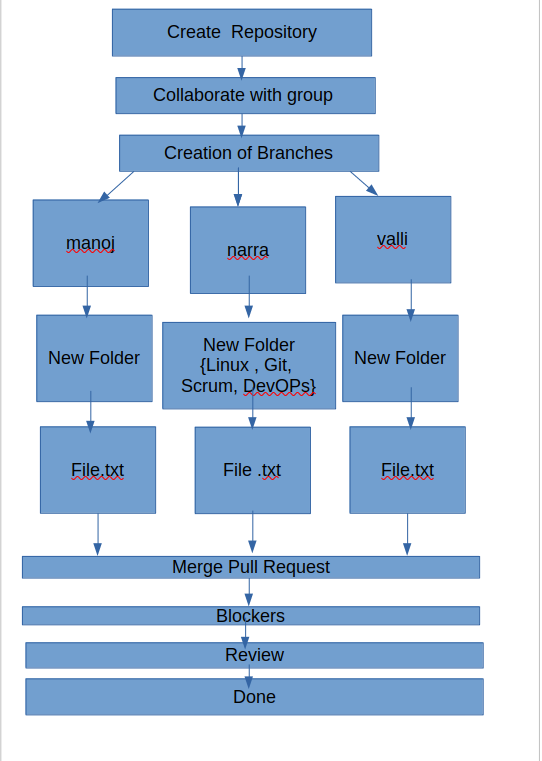 Create  Repository
Collaborate with group
Creation of Branches
manoj
narra
valli
New Folder
New Folder
{Linux , Git,
Scrum, DevOPs}
New Folder
File.txt
File .txt
File.txt
Merge Pull Request
Blockers
Review
Done